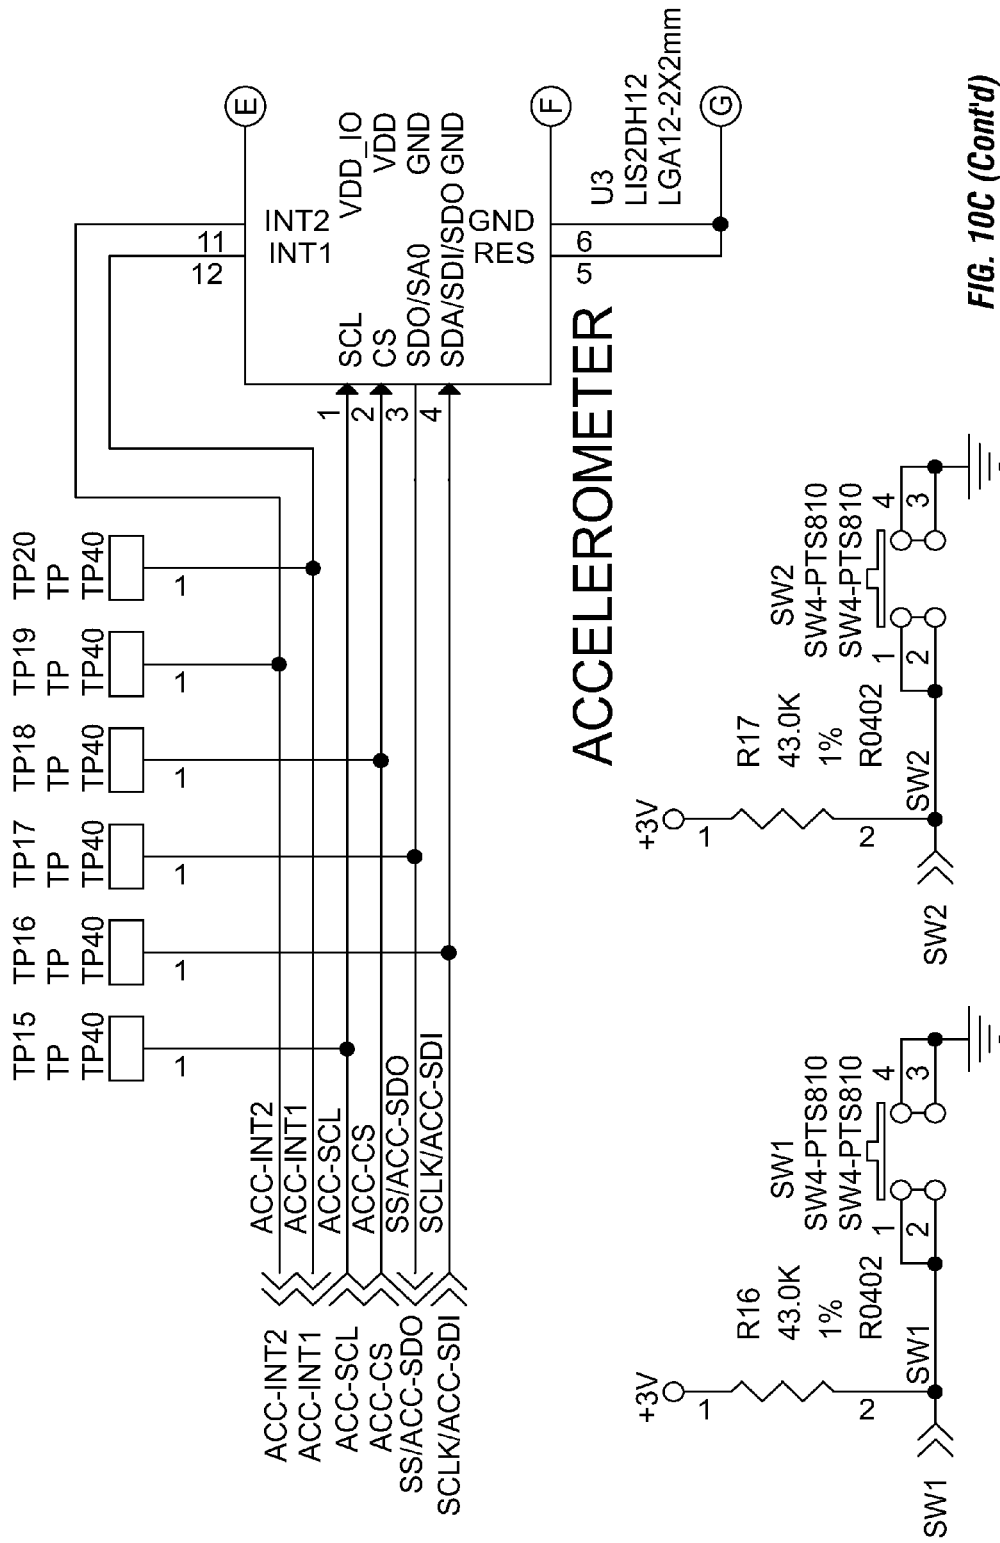 TP15
TP
TP40
1
TP16
TP
TP40
1
TP17
TP
TP40
1
TP18
TP
TP40
1
TP19
TP
TP40
1
TP20
TP
TP40
1
ACC-INT2
ACC-INT1
ACC-SCL
ACC-CS
SS/ACC-SDO
SCLK/ACC-SDI
ACC-INT2
ACC-INT1
ACC-SCL
ACC-CS
SS/ACC-SDO
SCLK/ACC-SDI
11
12
1
2
3
4
INT2
INT1
SCL
CS
SDO/SA0
SDA/SDI/SDO
VDD_IO
VDD
GND
GND
GND
RES
6
5
E
F
G
U3
LIS2DH12
LGA12-2X2mm
ACCELEROMETER
+3V
1
2
R16
43.0K
1%
R0402
SW1
SW1
SW1
SW4-PTS810
SW4-PTS810
1
2
4
3
+3V
1
2
R17
43.0K
1%
R0402
SW2
SW2
SW2
SW4-PTS810
SW4-PTS810
1
2
4
3
FIG. 10C (Cont'd)